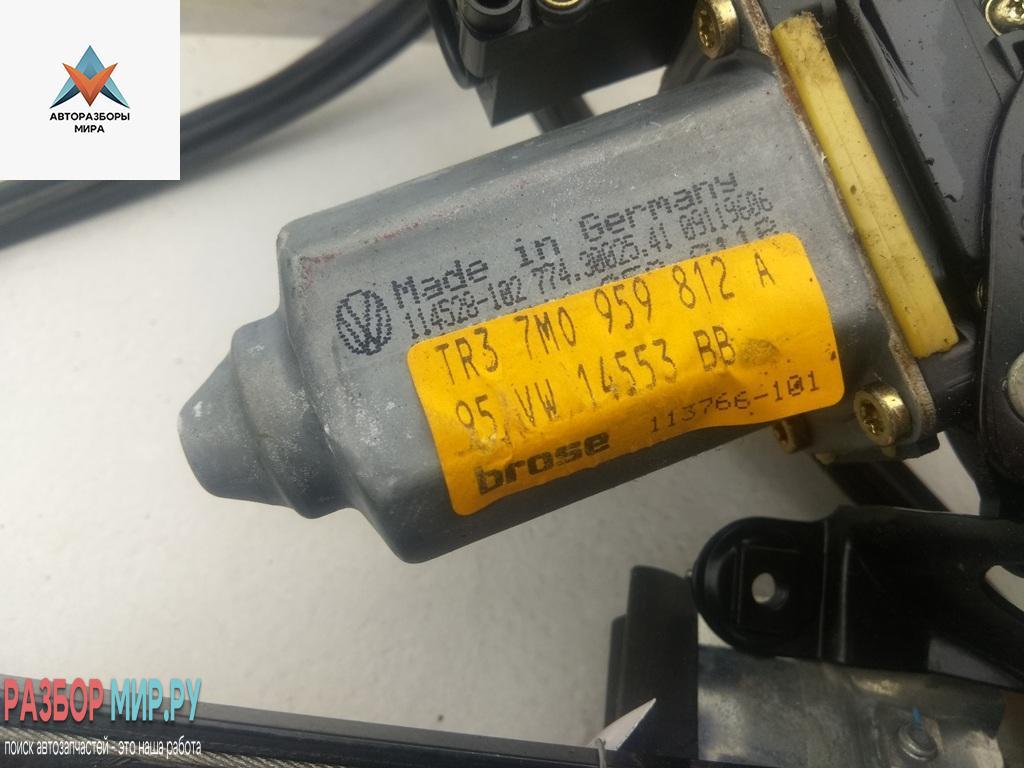 АВТОРАЗБОРЫ
МИРА
Made in Germany
114528-102 774.30025.41 09119606
TR3 7M0 959 812 A
95 VW 14553 BB
brose 113766-101
РАЗБОР МИР.РУ
поиск автозапчастей - это наша работа